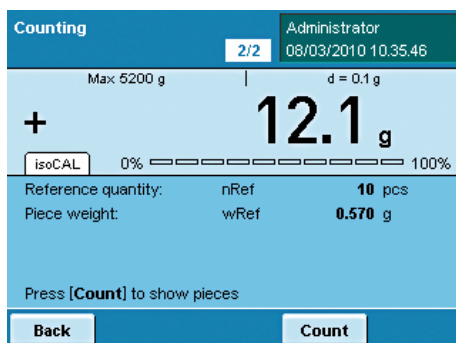 Counting
2/2
Administrator
08/03/2010 10.35.46
Max 5200 g
d = 0.1 g
+ 12.1 g
isoCAL 0% 100%
Reference quantity: nRef 10 pcs
Piece weight: wRef 0.570 g
Press [Count] to show pieces
Back Count